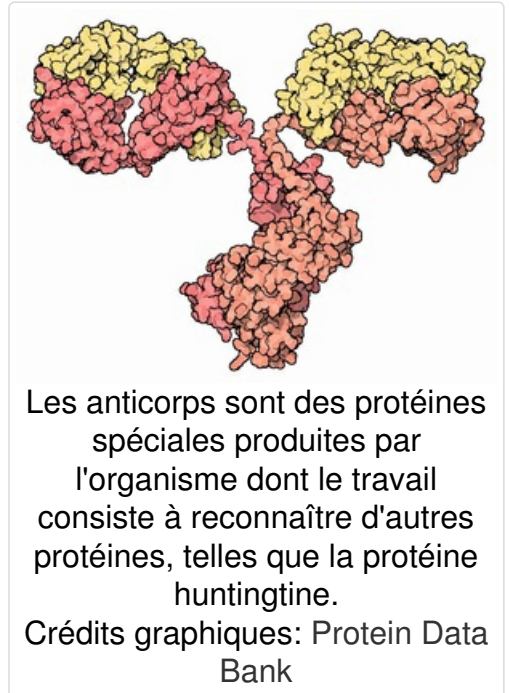 Les anticorps sont des protéines
spéciales produites par
l'organisme dont le travail
consiste à reconnaître d'autres
protéines, telles que la protéine
huntingtine.
Crédits graphiques: Protein Data
Bank